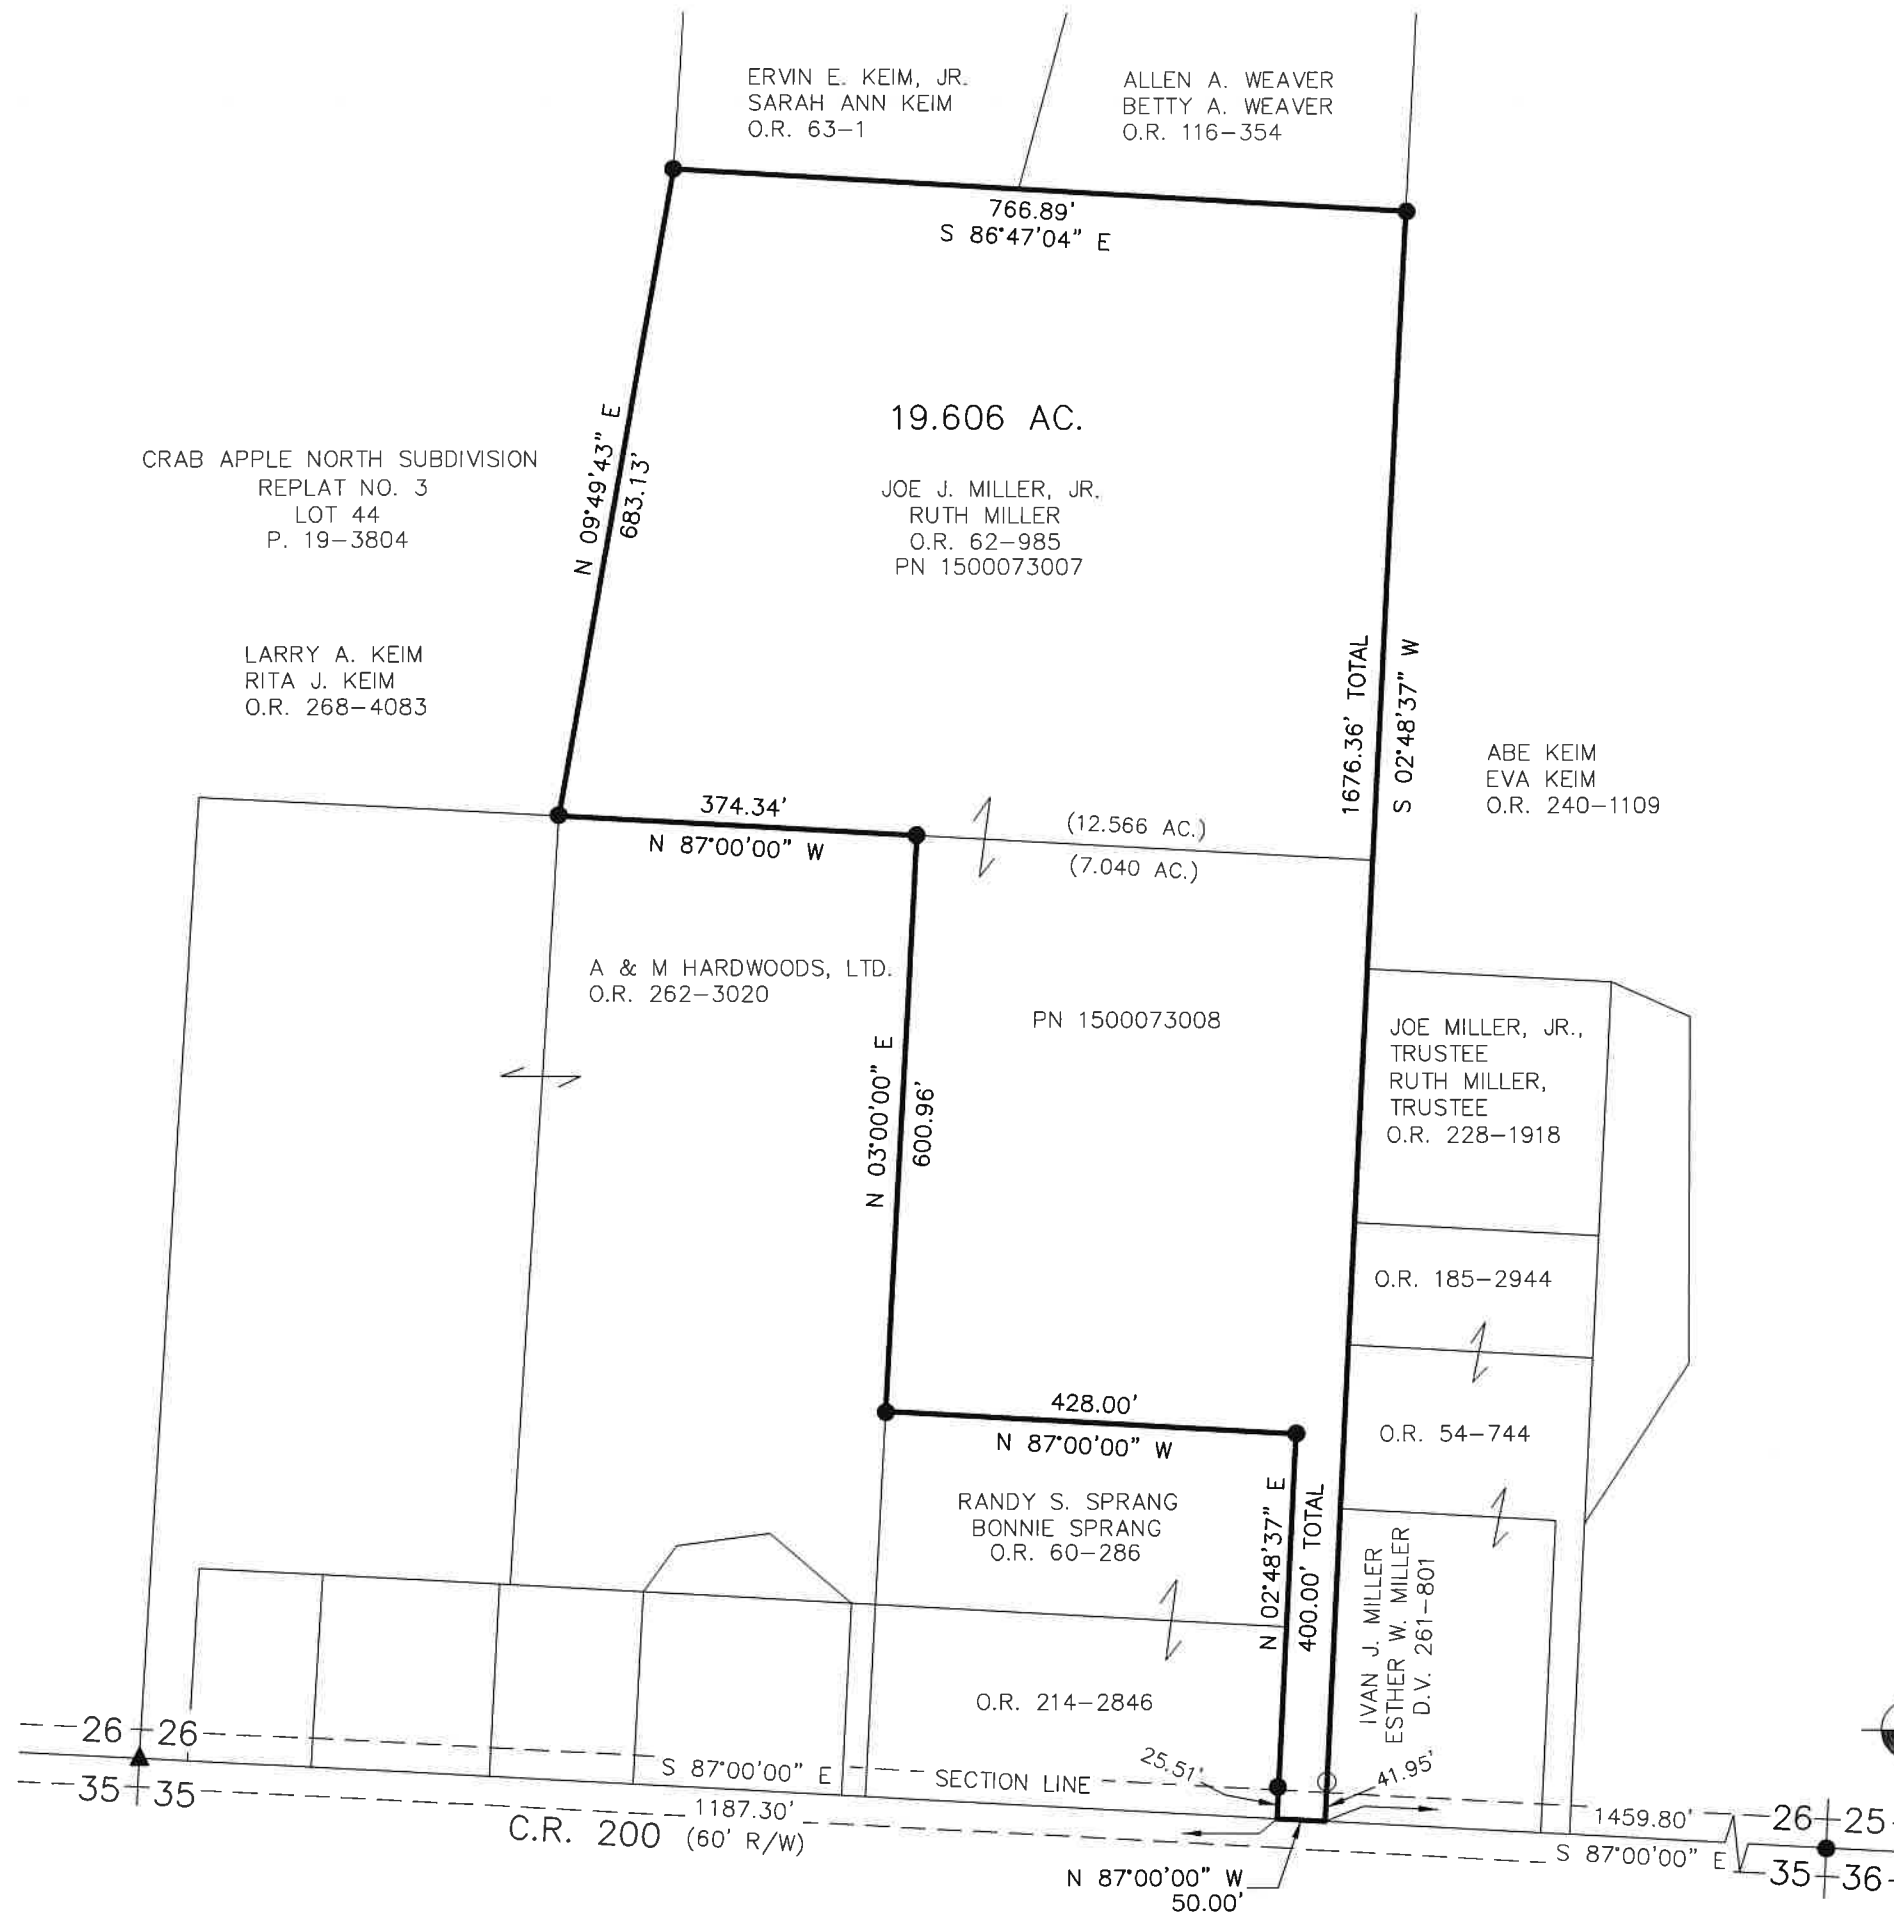 ERVIN E. KEIM, JR.
SARAH ANN KEIM
O.R. 63-1
ALLEN A. WEAVER
BETTY A. WEAVER
O.R. 116-354
766.89'
S 86°47'04" E
19.606 AC.
JOE J. MILLER, JR.
RUTH MILLER
O.R. 62-985
PN 1500073007
N 09°49'43" E
683.13'
CRAB APPLE NORTH SUBDIVISION
REPLAT NO. 3
LOT 44
P. 19-3804
LARRY A. KEIM
RITA J. KEIM
O.R. 268-4083
1676.36' TOTAL
S 02°48'37" W
ABE KEIM
EVA KEIM
O.R. 240-1109
374.34'
N 87°00'00" W
(12.566 AC.)
(7.040 AC.)
A & M HARDWOODS, LTD.
O.R. 262-3020
PN 1500073008
N 03°00'00" E
600.96'
JOE MILLER, JR.,
TRUSTEE
RUTH MILLER,
TRUSTEE
O.R. 228-1918
O.R. 185-2944
O.R. 54-744
428.00'
N 87°00'00" W
RANDY S. SPRANG
BONNIE SPRANG
O.R. 60-286
N 02°48'37" E
400.00' TOTAL
IVAN J. MILLER
ESTHER W. MILLER
D.V. 261-801
O.R. 214-2846
25.51'
41.95'
26 26
35 35
S 87°00'00" E
SECTION LINE
1187.30'
C.R. 200 (60' R/W)
1459.80'
S 87°00'00" E
26 25
35 36
N 87°00'00" W
50.00'